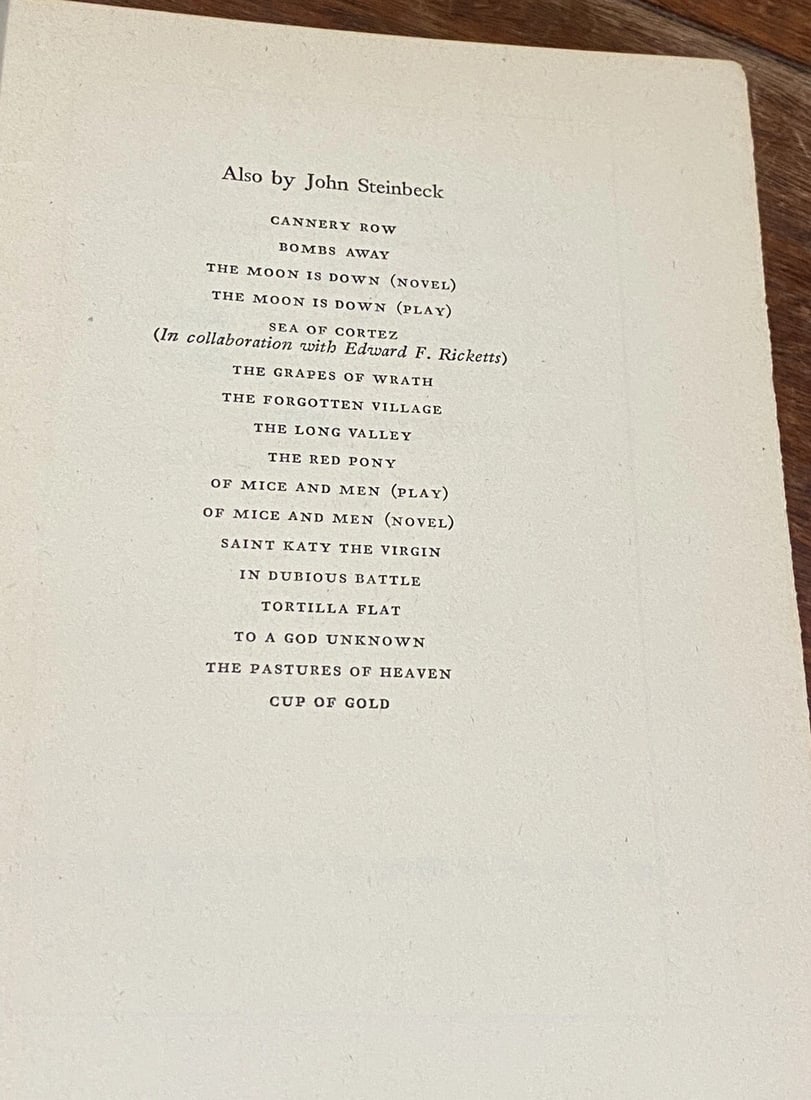 Also by John Steinbeck
CANNERY ROW
BOMBS AWAY
THE MOON IS DOWN (NOVEL)
THE MOON IS DOWN (PLAY)
SEA OF CORTEZ
(In collaboration with Edward F. Ricketts)
THE GRAPES OF WRATH
THE FORGOTTEN VILLAGE
THE LONG VALLEY
THE RED PONY
OF MICE AND MEN (PLAY)
OF MICE AND MEN (NOVEL)
SAINT KATY THE VIRGIN
IN DUBIOUS BATTLE
TORTILLA FLAT
TO A GOD UNKNOWN
THE PASTURES OF HEAVEN
CUP OF GOLD